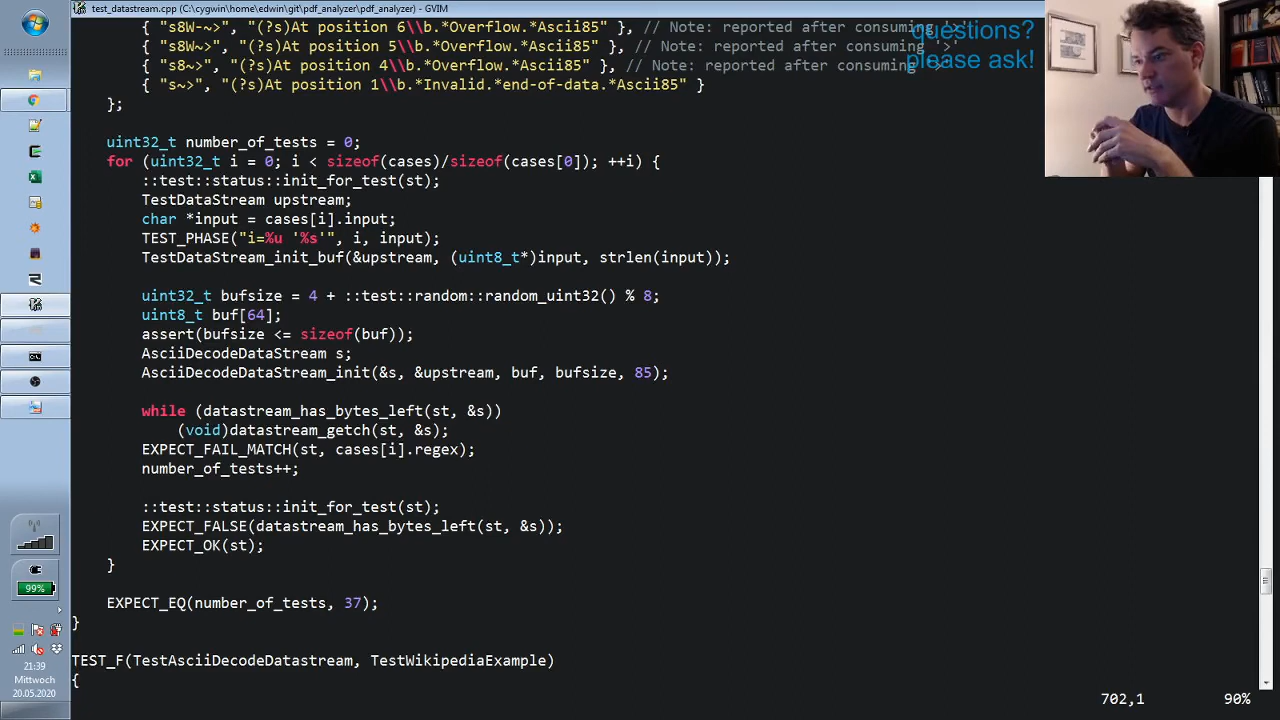 test_datastream.cpp (C:\cygwin\home\edwin\git\pdf_analyzer\pdf_analyzer) - GVIM
{ "s8W-~>", "(?s)At position 6\\b.*Overflow.*Ascii85" }, // Note: reported after consuming '>'
{ "s8W~>", "(?s)At position 5\\b.*Overflow.*Ascii85" }, // Note: reported after consuming '>'
{ "s8~>", "(?s)At position 4\\b.*Overflow.*Ascii85" }, // Note: reported after consuming '>'
{ "s~>", "(?s)At position 1\\b.*Invalid.*end-of-data.*Ascii85" }
};
questions?
please ask!
uint32_t number_of_tests = 0;
for (uint32_t i = 0; i < sizeof(cases)/sizeof(cases[0]); ++i) {
::test::status::init_for_test(st);
TestDataStream upstream;
char *input = cases[i].input;
TEST_PHASE("i=%u '%s'", i, input);
TestDataStream_init_buf(&upstream, (uint8_t*)input, strlen(input));
uint32_t bufsize = 4 + ::test::random::random_uint32() % 8;
uint8_t buf[64];
assert(bufsize <= sizeof(buf));
AsciiDecodeDataStream s;
AsciiDecodeDataStream_init(&s, &upstream, buf, bufsize, 85);
while (datastream_has_bytes_left(st, &s))
(void)datastream_getch(st, &s);
EXPECT_FAIL_MATCH(st, cases[i].regex);
number_of_tests++;
::test::status::init_for_test(st);
EXPECT_FALSE(datastream_has_bytes_left(st, &s));
EXPECT_OK(st);
}
EXPECT_EQ(number_of_tests, 37);
}
TEST_F(TestAsciiDecodeDatastream, TestWikipediaExample)
{
702,1
90%
99%
21:39
Mittwoch
20.05.2020